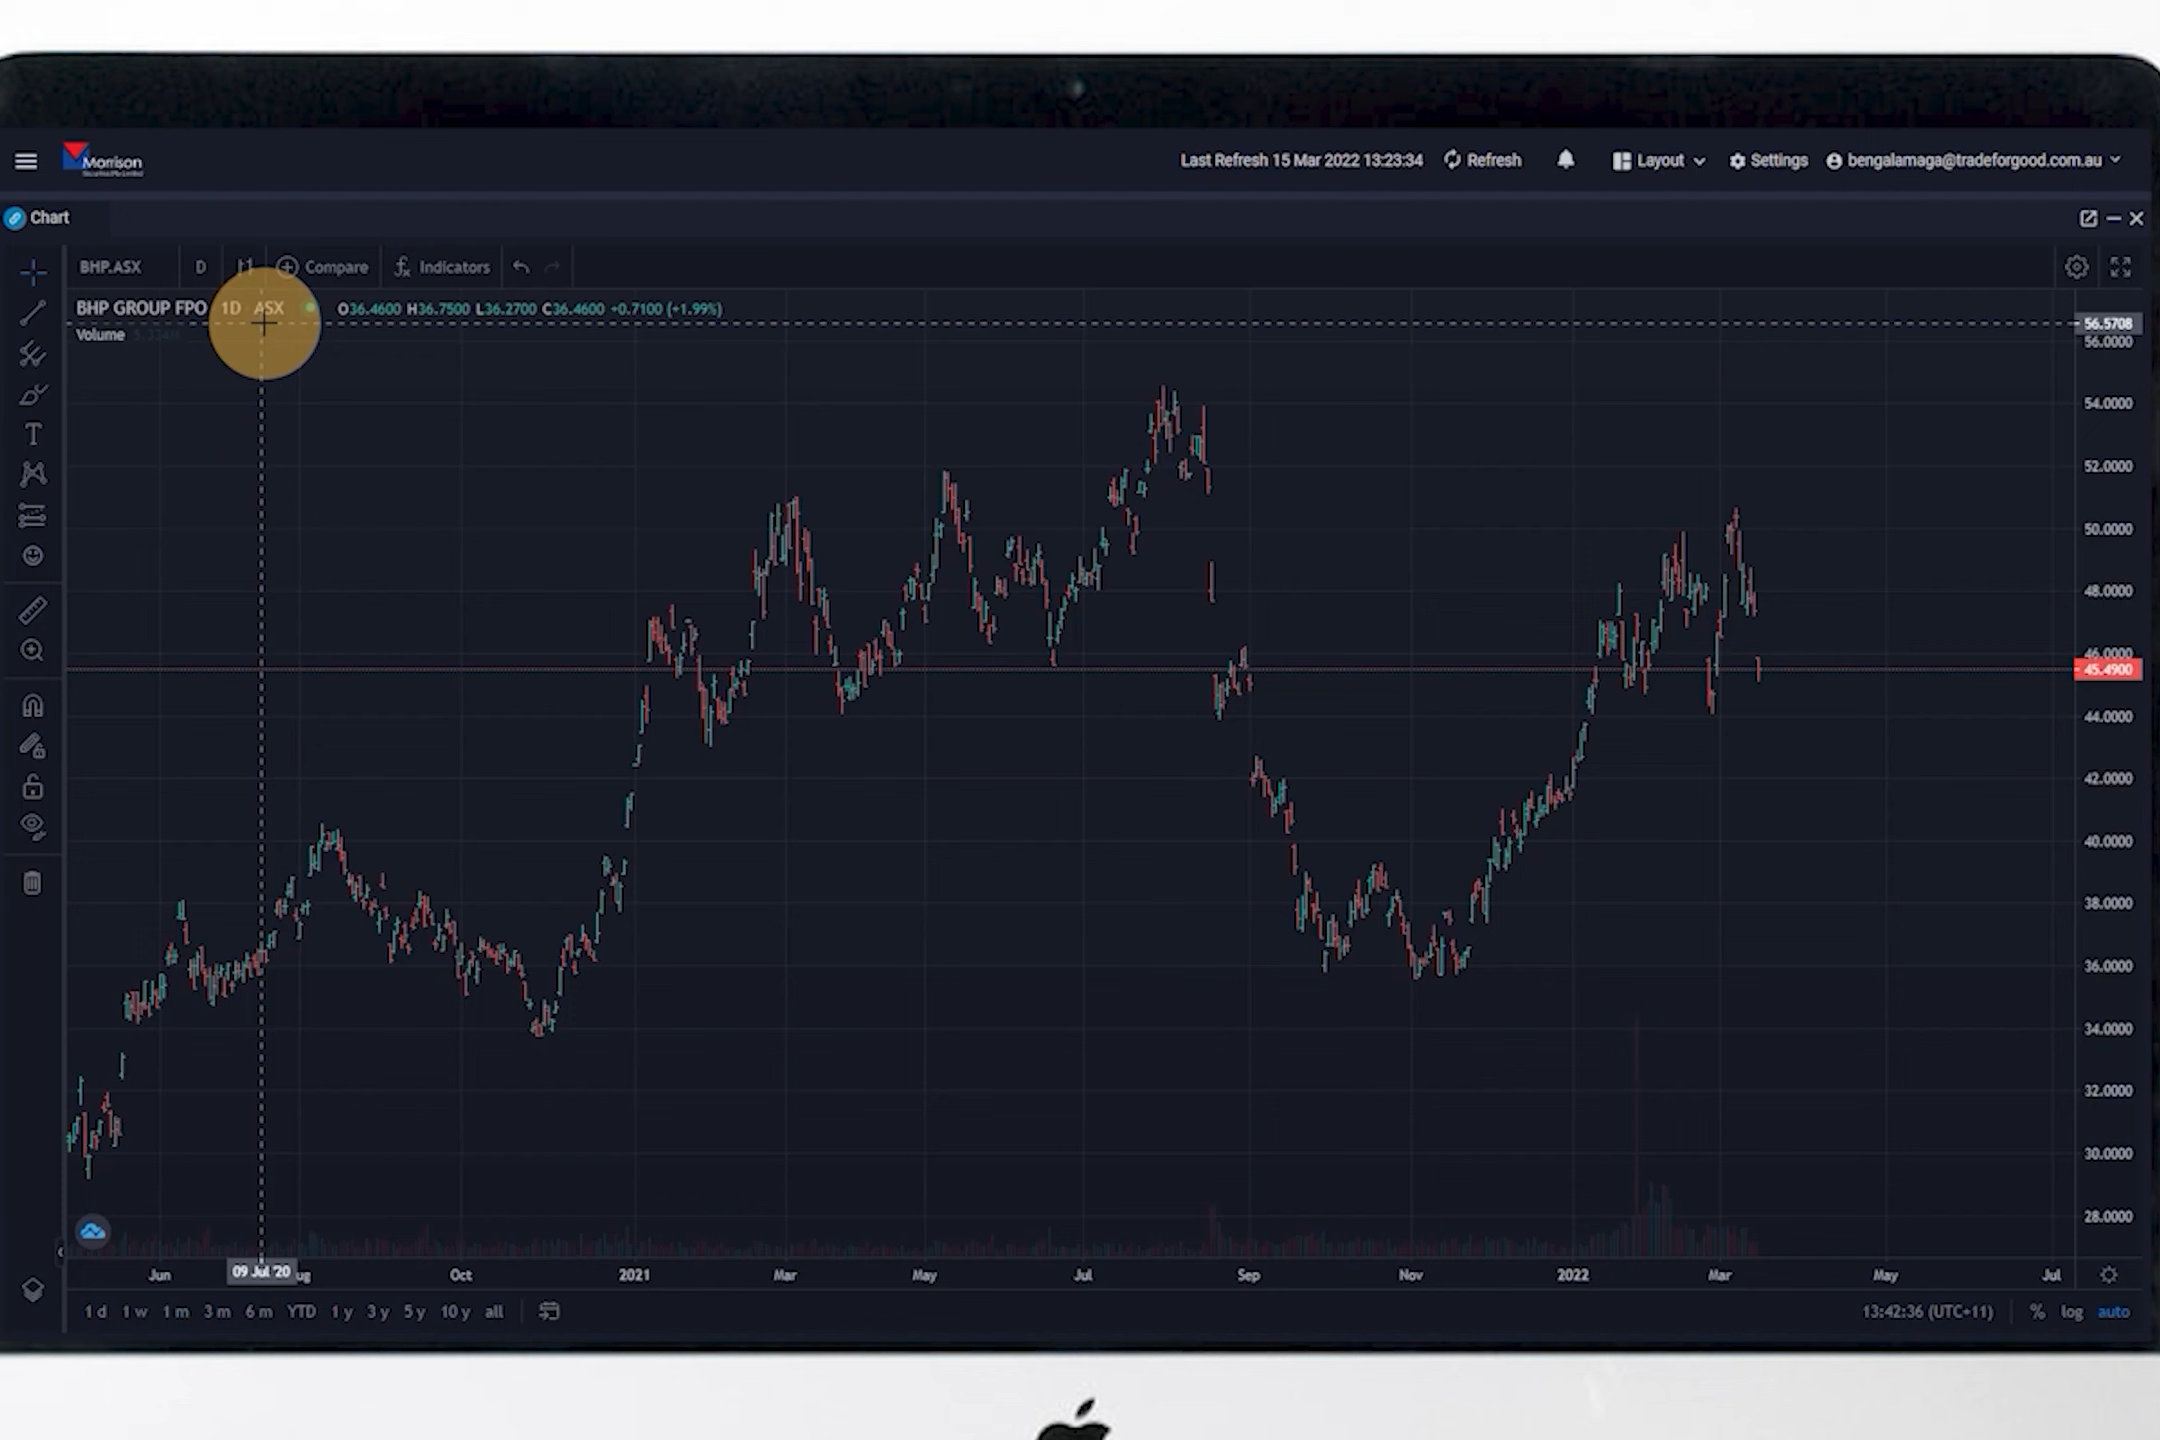 Morrison
Last Refresh 15 Mar 2022 13:23:34 Refresh Layout Settings bengalamaga@tradeforgood.com.au
Chart
BHP.ASX D Compare Indicators
BHP GROUP FPO 1D ASX O36.4600 H36.7500 L36.2700 C36.4600 +0.7100 (+1.99%)
Volume
56.5708
56.0000
54.0000
52.0000
50.0000
48.0000
46.0000
45.4900
44.0000
42.0000
40.0000
38.0000
36.0000
34.0000
32.0000
30.0000
28.0000
Jun 09 Jul '20 ug Oct 2021 Mar May Jul Sep Nov 2022 Mar May Jul
1d 1w 1m 3m 6m YTD 1y 3y 5y 10y all 13:42:36 (UTC+11) % log auto